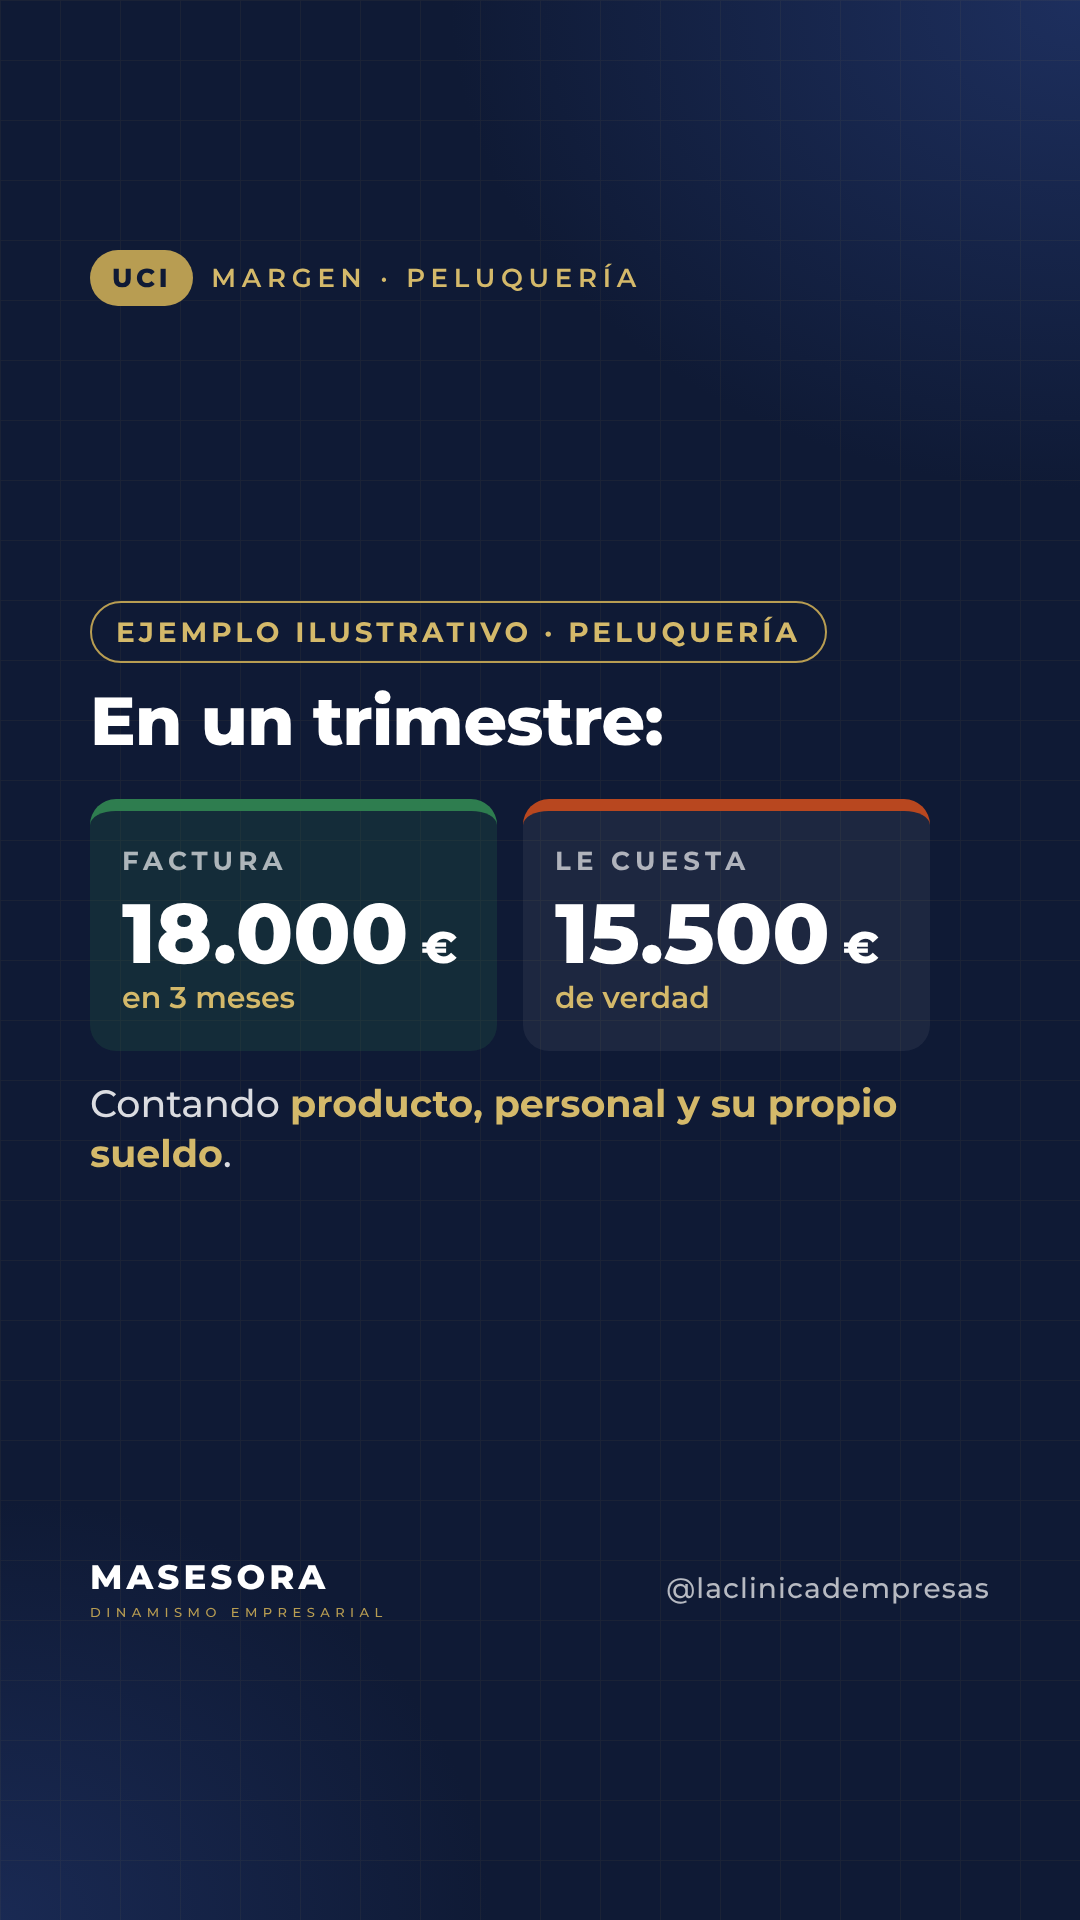 UCI MARGEN · PELUQUERÍA
EJEMPLO ILUSTRATIVO · PELUQUERÍA
En un trimestre:
FACTURA
18.000 €
en 3 meses
LE CUESTA
15.500 €
de verdad
Contando producto, personal y su propio
sueldo.
MASESORA
DINAMISMO EMPRESARIAL
@laclinicadempresas